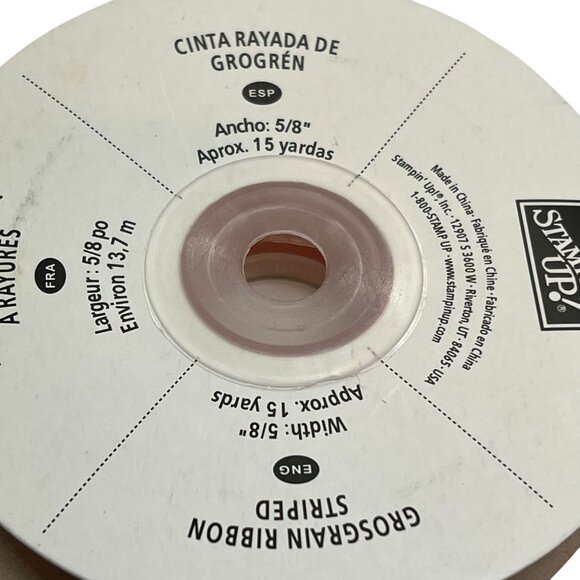 CINTA RAYADA DE
GROGRÉN
ESP
Ancho: 5/8"
Aprox. 15 yardas
Made in China · Fabriqué en Chine · Fabricado en China
Stampin' Up!® Inc. · 12907 S 3600 W · Riverton, UT · 84065 · USA
1-800-STAMP UP · www.stampinup.com
UP!®
GROSGRAIN RIBBON
STRIPED
ENG
Width: 5/8"
Approx. 15 yards
A RAYURES
FRA
Largeur : 5/8 po
Environ 13,7 m